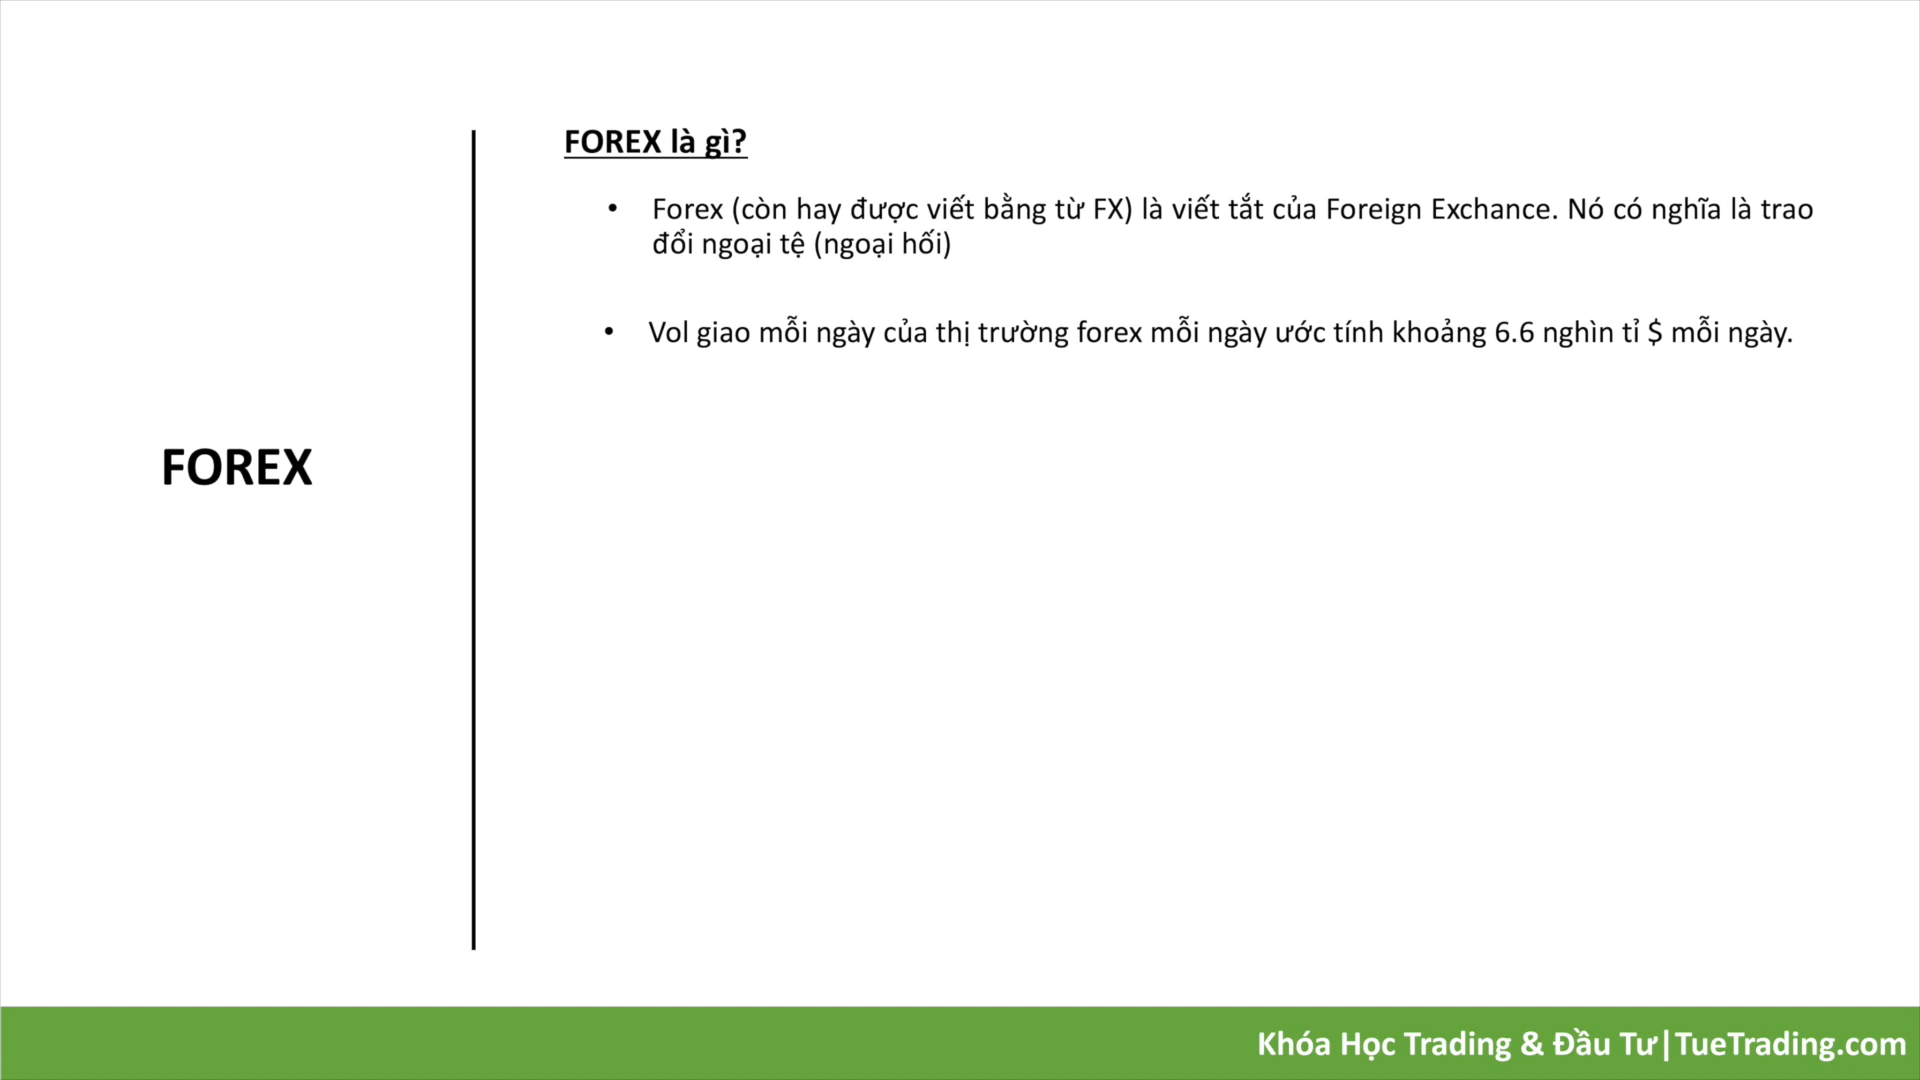 FOREX là gì?
• Forex (còn hay được viết bằng từ FX) là viết tắt của Foreign Exchance. Nó có nghĩa là trao
đổi ngoại tệ (ngoại hối)
• Vol giao mỗi ngày của thị trường forex mỗi ngày ước tính khoảng 6.6 nghìn tỉ $ mỗi ngày.
FOREX
Khóa Học Trading & Đầu Tư|TueTrading.com